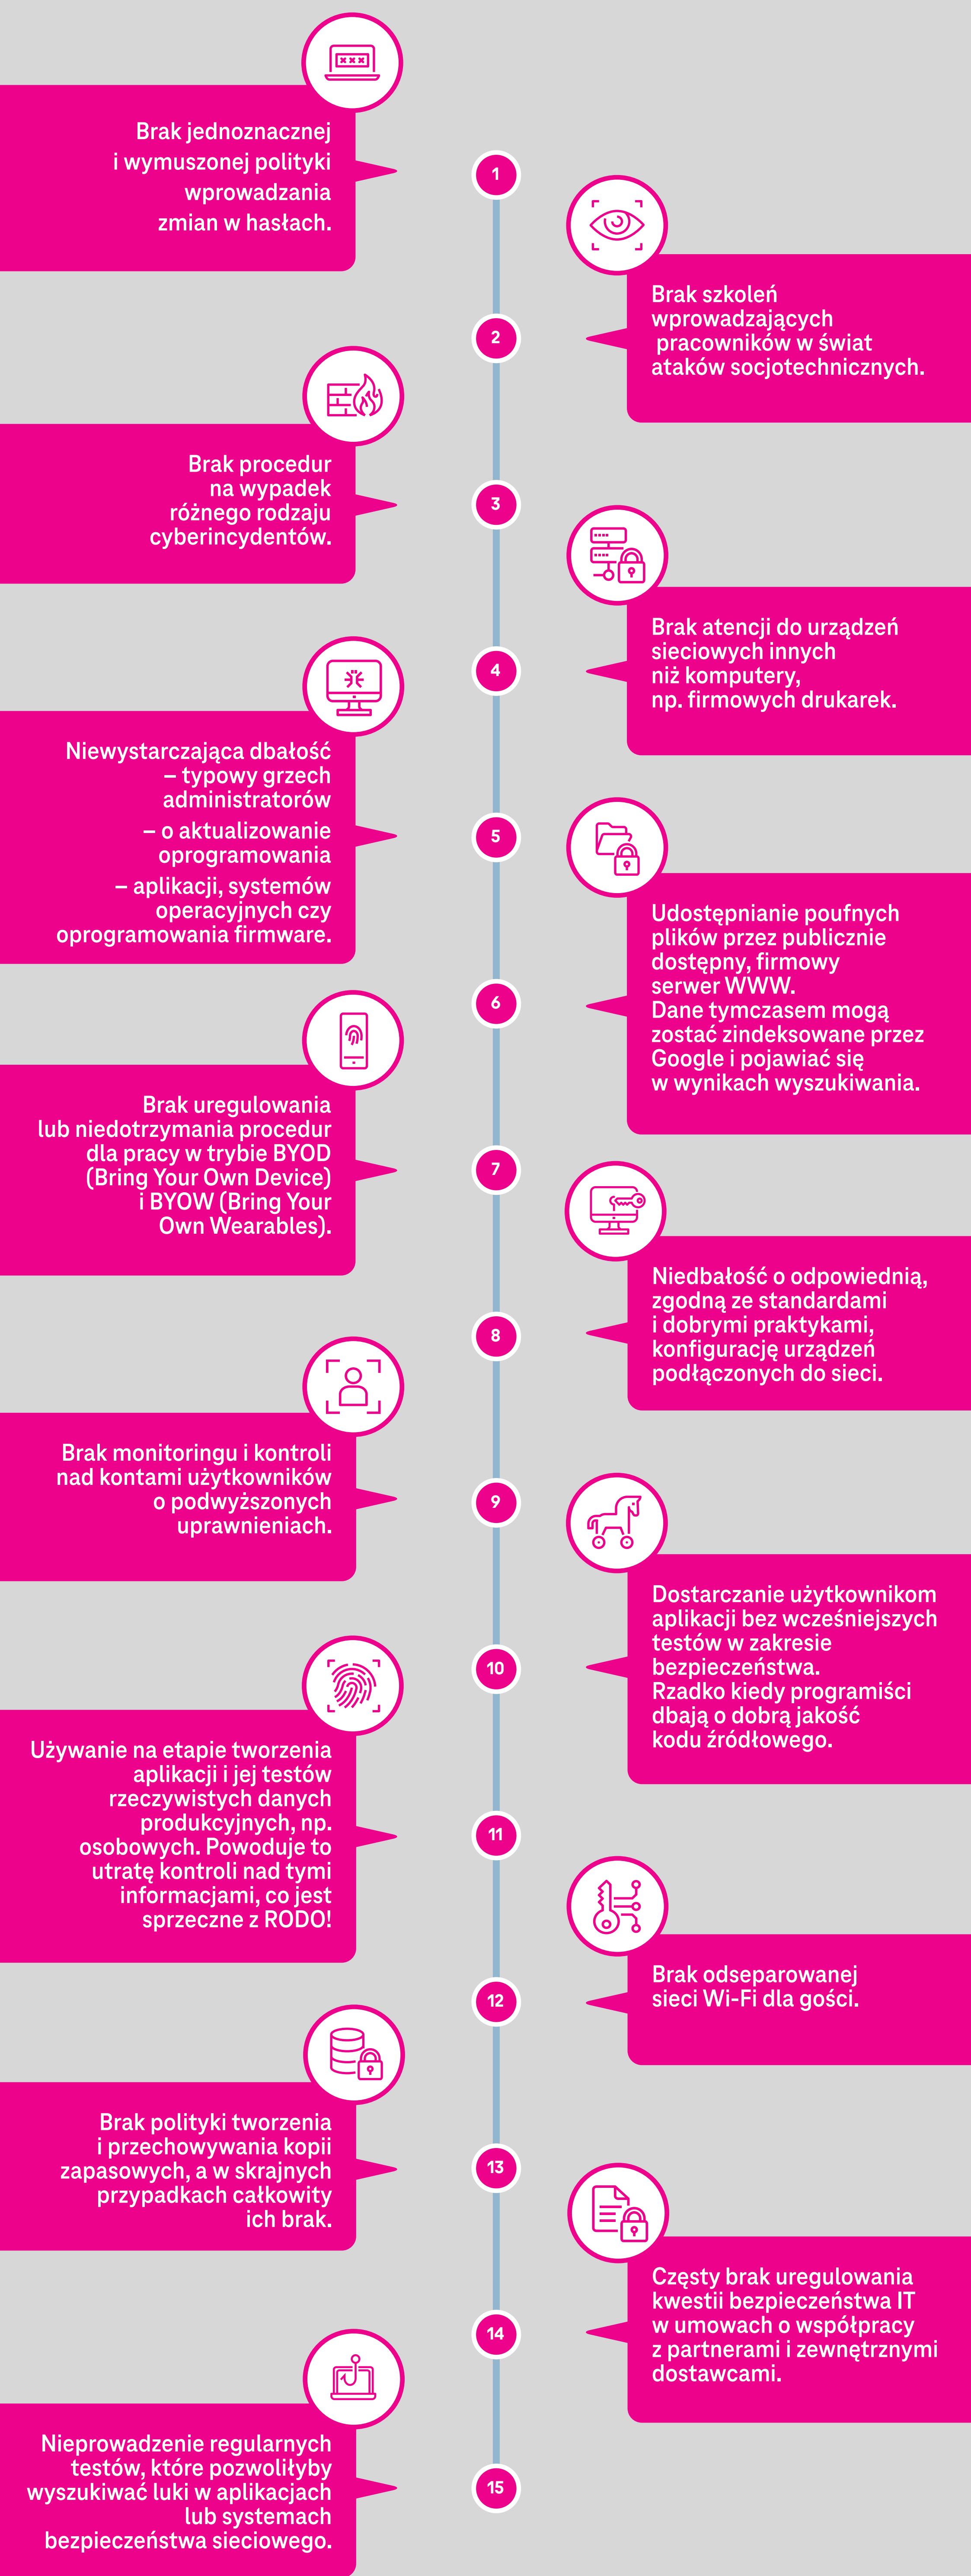 Brak jednoznacznej
i wymuszonej polityki
wprowadzania
zmian w hasłach.
1
Brak szkoleń
wprowadzających
pracowników w świat
ataków socjotechnicznych.
2
Brak procedur
na wypadek
różnego rodzaju
cyberincydentów.
3
Brak atencji do urządzeń
sieciowych innych
niż komputery,
np. firmowych drukarek.
4
Niewystarczająca dbałość
– typowy grzech
administratorów
– o aktualizowanie
oprogramowania
– aplikacji, systemów
operacyjnych czy
oprogramowania firmware.
5
Udostępnianie poufnych
plików przez publicznie
dostępny, firmowy
serwer WWW.
Dane tymczasem mogą
zostać zindeksowane przez
Google i pojawiać się
w wynikach wyszukiwania.
6
Brak uregulowania
lub niedotrzymania procedur
dla pracy w trybie BYOD
(Bring Your Own Device)
i BYOW (Bring Your
Own Wearables).
7
Niedbałość o odpowiednią,
zgodną ze standardami
i dobrymi praktykami,
konfigurację urządzeń
podłączonych do sieci.
8
Brak monitoringu i kontroli
nad kontami użytkowników
o podwyższonych
uprawnieniach.
9
Dostarczanie użytkownikom
aplikacji bez wcześniejszych
testów w zakresie
bezpieczeństwa.
Rzadko kiedy programiści
dbają o dobrą jakość
kodu źródłowego.
10
Używanie na etapie tworzenia
aplikacji i jej testów
rzeczywistych danych
produkcyjnych, np.
osobowych. Powoduje to
utratę kontroli nad tymi
informacjami, co jest
sprzeczne z RODO!
11
Brak odseparowanej
sieci Wi-Fi dla gości.
12
Brak polityki tworzenia
i przechowywania kopii
zapasowych, a w skrajnych
przypadkach całkowity
ich brak.
13
Częsty brak uregulowania
kwestii bezpieczeństwa IT
w umowach o współpracy
z partnerami i zewnętrznymi
dostawcami.
14
Nieprowadzenie regularnych
testów, które pozwoliłyby
wyszukiwać luki w aplikacjach
lub systemach
bezpieczeństwa sieciowego.
15